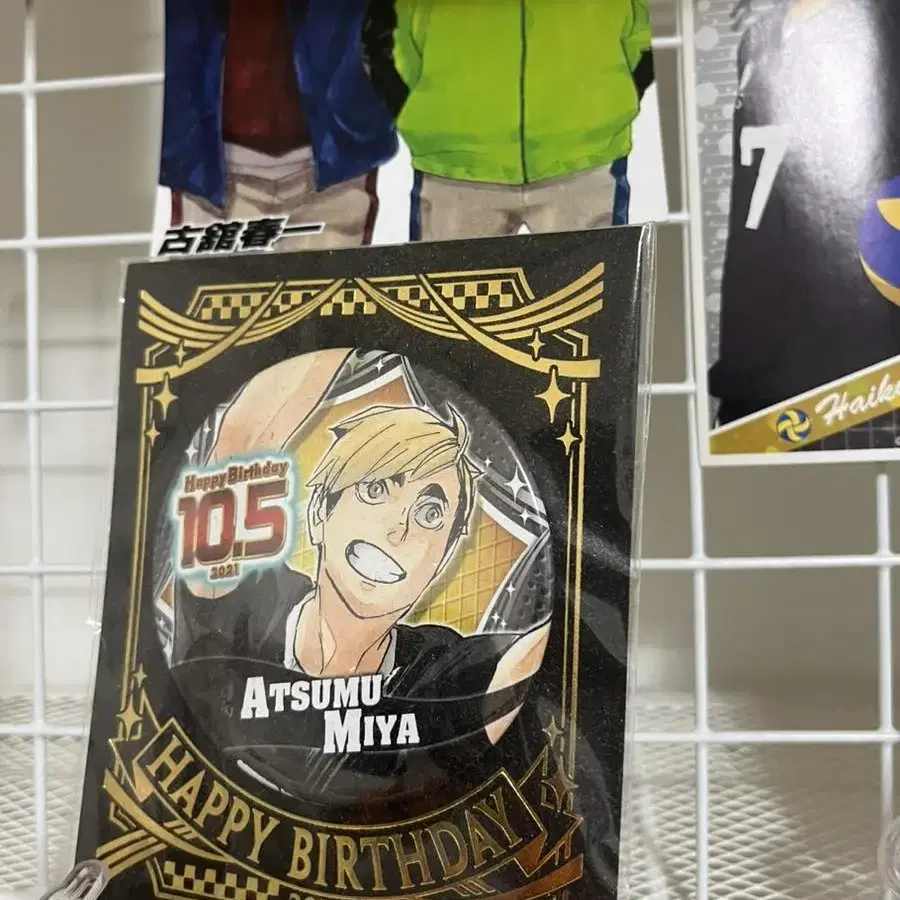 古舘春一
7
Haik
Happy Birthday
10.5
2021
ATSUMU
MIYA
HAPPY BIRTHDAY